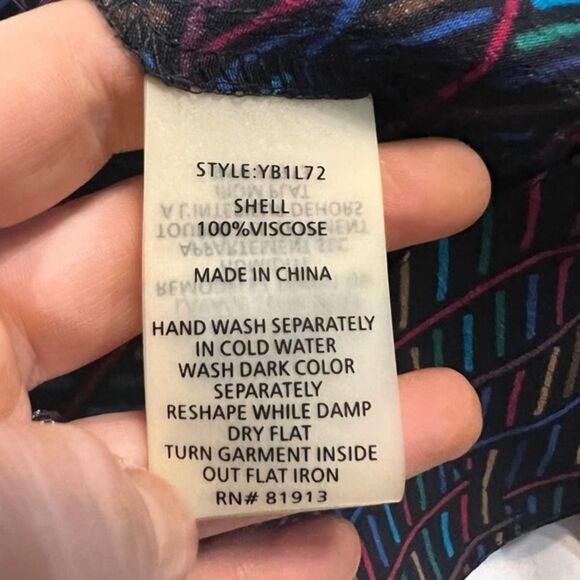 STYLE:YB1L72
SHELL
100%VISCOSE
MADE IN CHINA
HAND WASH SEPARATELY
IN COLD WATER
WASH DARK COLOR
SEPARATELY
RESHAPE WHILE DAMP
DRY FLAT
TURN GARMENT INSIDE
OUT FLAT IRON
RN# 81913